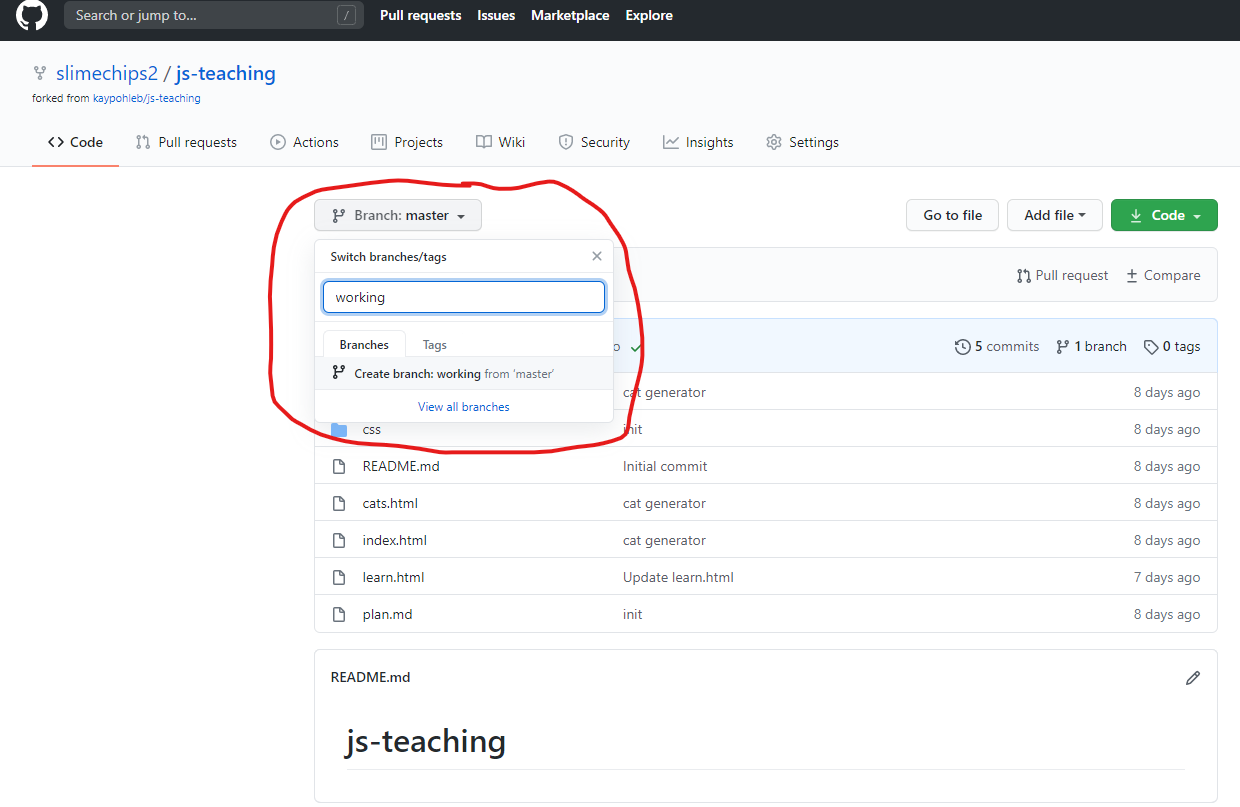 Search or jump to... /
Pull requests Issues Marketplace Explore
slimechips2 / js-teaching
forked from kaypohleb/js-teaching
Code Pull requests Actions Projects Wiki Security Insights Settings
Branch: master
Go to file Add file Code
Switch branches/tags
working
Branches Tags
Create branch: working from 'master'
View all branches
Pull request Compare
5 commits 1 branch 0 tags
cat generator 8 days ago
css init 8 days ago
README.md Initial commit 8 days ago
cats.html cat generator 8 days ago
index.html cat generator 8 days ago
learn.html Update learn.html 7 days ago
plan.md init 8 days ago
README.md
js-teaching